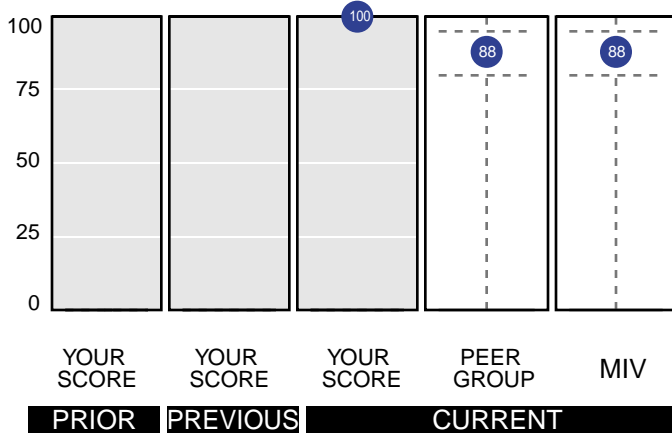 100
75
50
25
0
100
88
88
YOUR
SCORE
YOUR
SCORE
YOUR
SCORE
PEER
GROUP
MIV
PRIOR
PREVIOUS
CURRENT